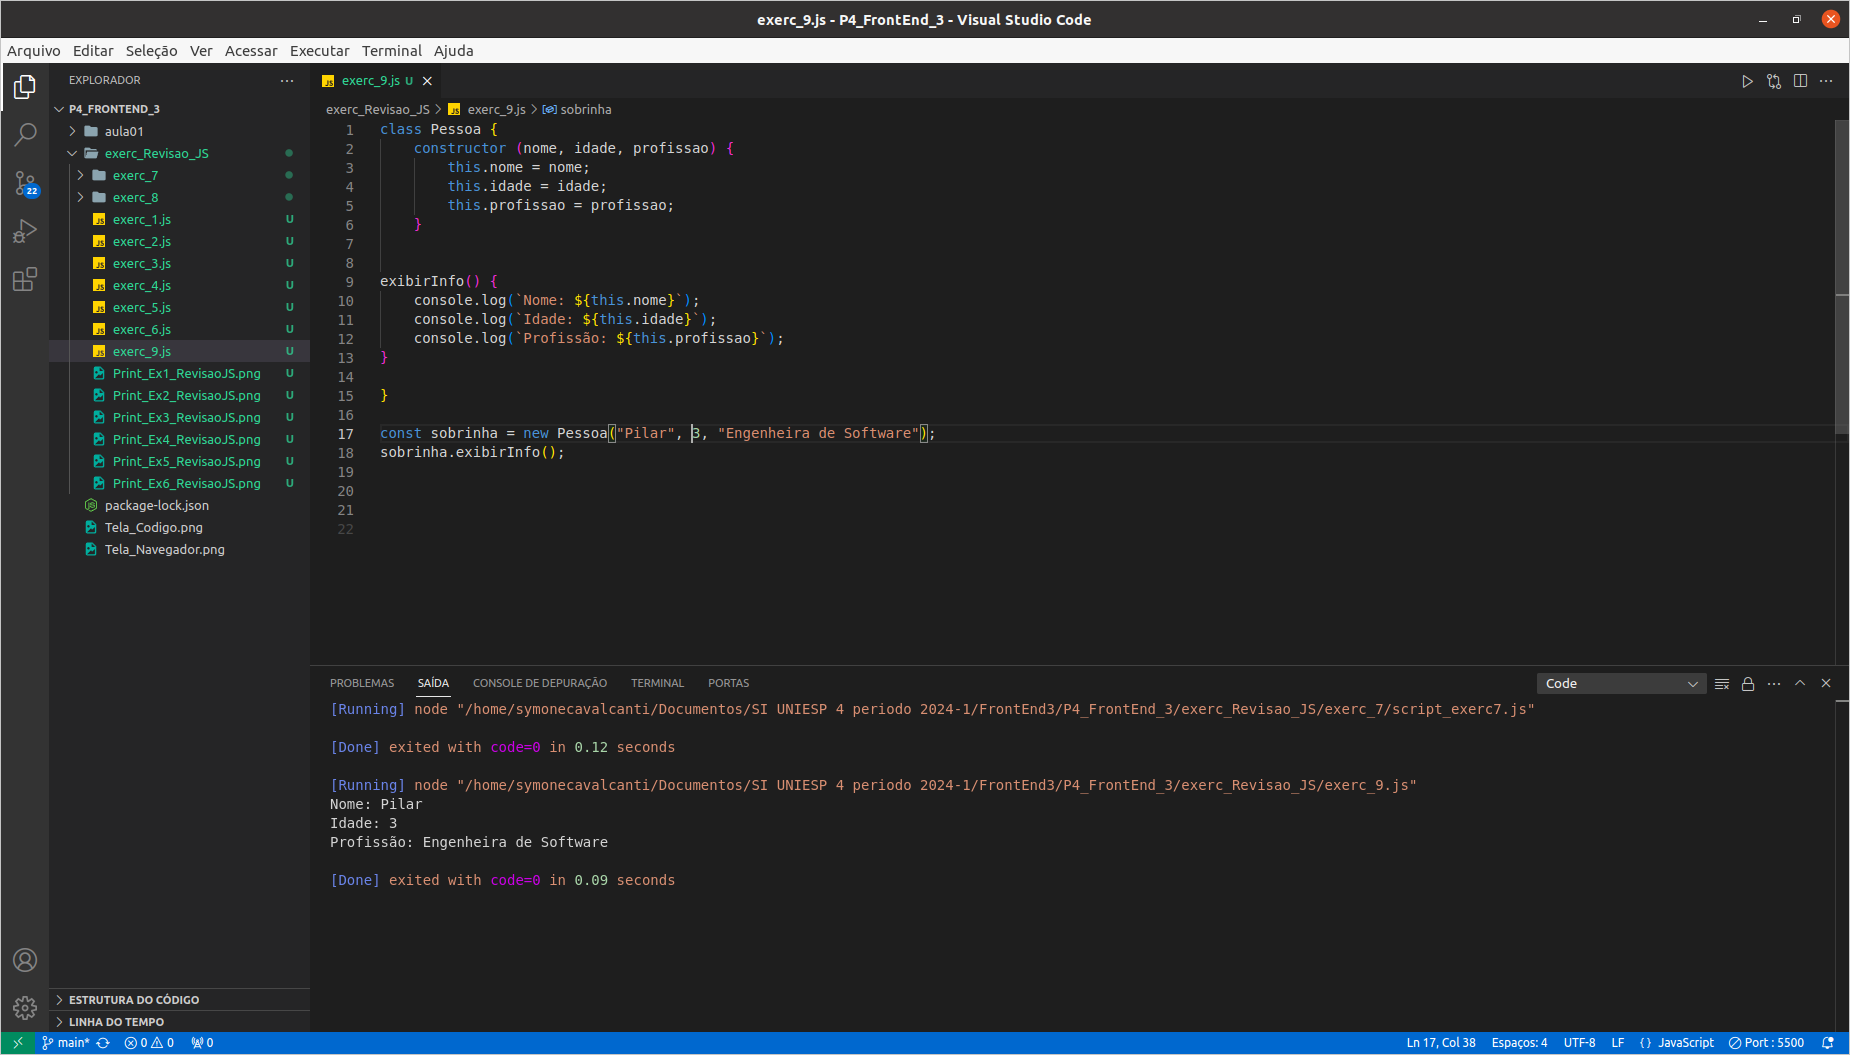 exerc_9.js - P4_FrontEnd_3 - Visual Studio Code
Arquivo Editar Seleção Ver Acessar Executar Terminal Ajuda
EXPLORADOR
P4_FRONTEND_3
aula01
exerc_Revisao_JS
exerc_7
exerc_8
exerc_1.js U
exerc_2.js U
exerc_3.js U
exerc_4.js U
exerc_5.js U
exerc_6.js U
exerc_9.js U
Print_Ex1_RevisaoJS.png U
Print_Ex2_RevisaoJS.png U
Print_Ex3_RevisaoJS.png U
Print_Ex4_RevisaoJS.png U
Print_Ex5_RevisaoJS.png U
Print_Ex6_RevisaoJS.png U
package-lock.json
Tela_Codigo.png
Tela_Navegador.png
ESTRUTURA DO CÓDIGO
LINHA DO TEMPO
22
JS exerc_9.js U
exerc_Revisao_JS > JS exerc_9.js > sobrinha
1 class Pessoa {
2 constructor (nome, idade, profissao) {
3 this.nome = nome;
4 this.idade = idade;
5 this.profissao = profissao;
6 }
7
8
9 exibirInfo() {
10 console.log(`Nome: ${this.nome}`);
11 console.log(`Idade: ${this.idade}`);
12 console.log(`Profissão: ${this.profissao}`);
13 }
14
15 }
16
17 const sobrinha = new Pessoa("Pilar", 3, "Engenheira de Software");
18 sobrinha.exibirInfo();
19
20
21
22
PROBLEMAS SAÍDA CONSOLE DE DEPURAÇÃO TERMINAL PORTAS Code
[Running] node "/home/symonecavalcanti/Documentos/SI UNIESP 4 periodo 2024-1/FrontEnd3/P4_FrontEnd_3/exerc_Revisao_JS/exerc_7/script_exerc7.js"
[Done] exited with code=0 in 0.12 seconds
[Running] node "/home/symonecavalcanti/Documentos/SI UNIESP 4 periodo 2024-1/FrontEnd3/P4_FrontEnd_3/exerc_Revisao_JS/exerc_9.js"
Nome: Pilar
Idade: 3
Profissão: Engenheira de Software
[Done] exited with code=0 in 0.09 seconds
main* 0 0 0 Ln 17, Col 38 Espaços: 4 UTF-8 LF {} JavaScript Port : 5500